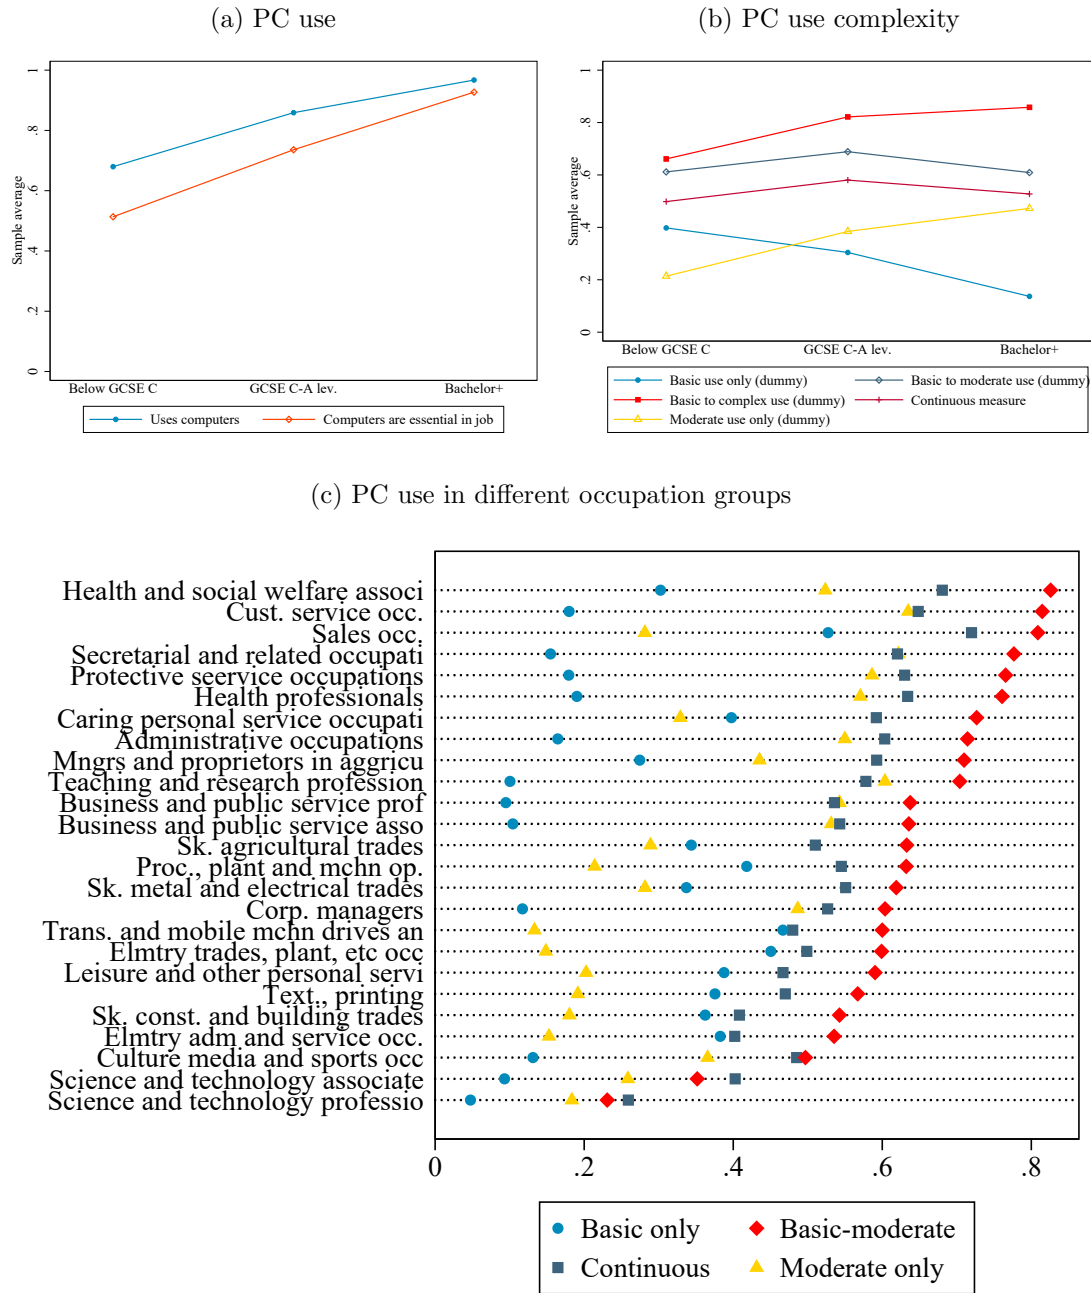 (a) PC use
Sample average
0 .2 .4 .6 .8 1
Below GCSE C GCSE C-A lev. Bachelor+
Uses computers Computers are essential in job
(b) PC use complexity
Sample average
0 .2 .4 .6 .8 1
Below GCSE C GCSE C-A lev. Bachelor+
Basic use only (dummy) Basic to moderate use (dummy)
Basic to complex use (dummy) Continuous measure
Moderate use only (dummy)
(c) PC use in different occupation groups
Health and social welfare associ
Cust. service occ.
Sales occ.
Secretarial and related occupati
Protective seervice occupations
Health professionals
Caring personal service occupati
Administrative occupations
Mngrs and proprietors in aggricu
Teaching and research profession
Business and public service prof
Business and public service asso
Sk. agricultural trades
Proc., plant and mchn op.
Sk. metal and electrical trades
Corp. managers
Trans. and mobile mchn drives an
Elmtry trades, plant, etc occ
Leisure and other personal servi
Text., printing
Sk. const. and building trades
Elmtry adm and service occ.
Culture media and sports occ
Science and technology associate
Science and technology professio
0 .2 .4 .6 .8
Basic only Basic-moderate
Continuous Moderate only